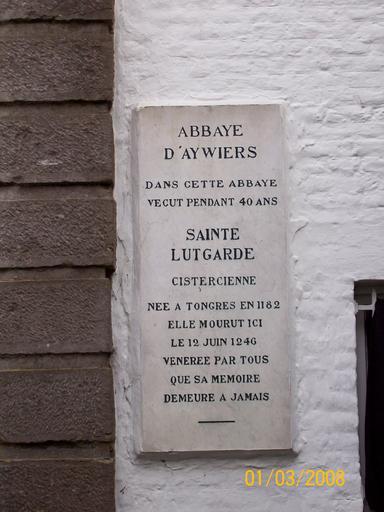 ABBAYE
D'AYWIERS
DANS CETTE ABBAYE
VECUT PENDANT 40 ANS
SAINTE
LUTGARDE
CISTERCIENNE
NEE A TONGRES EN 1182
ELLE MOURUT ICI
LE 12 JUIN 1246
VENEREE PAR TOUS
QUE SA MEMOIRE
DEMEURE A JAMAIS
01/03/2008